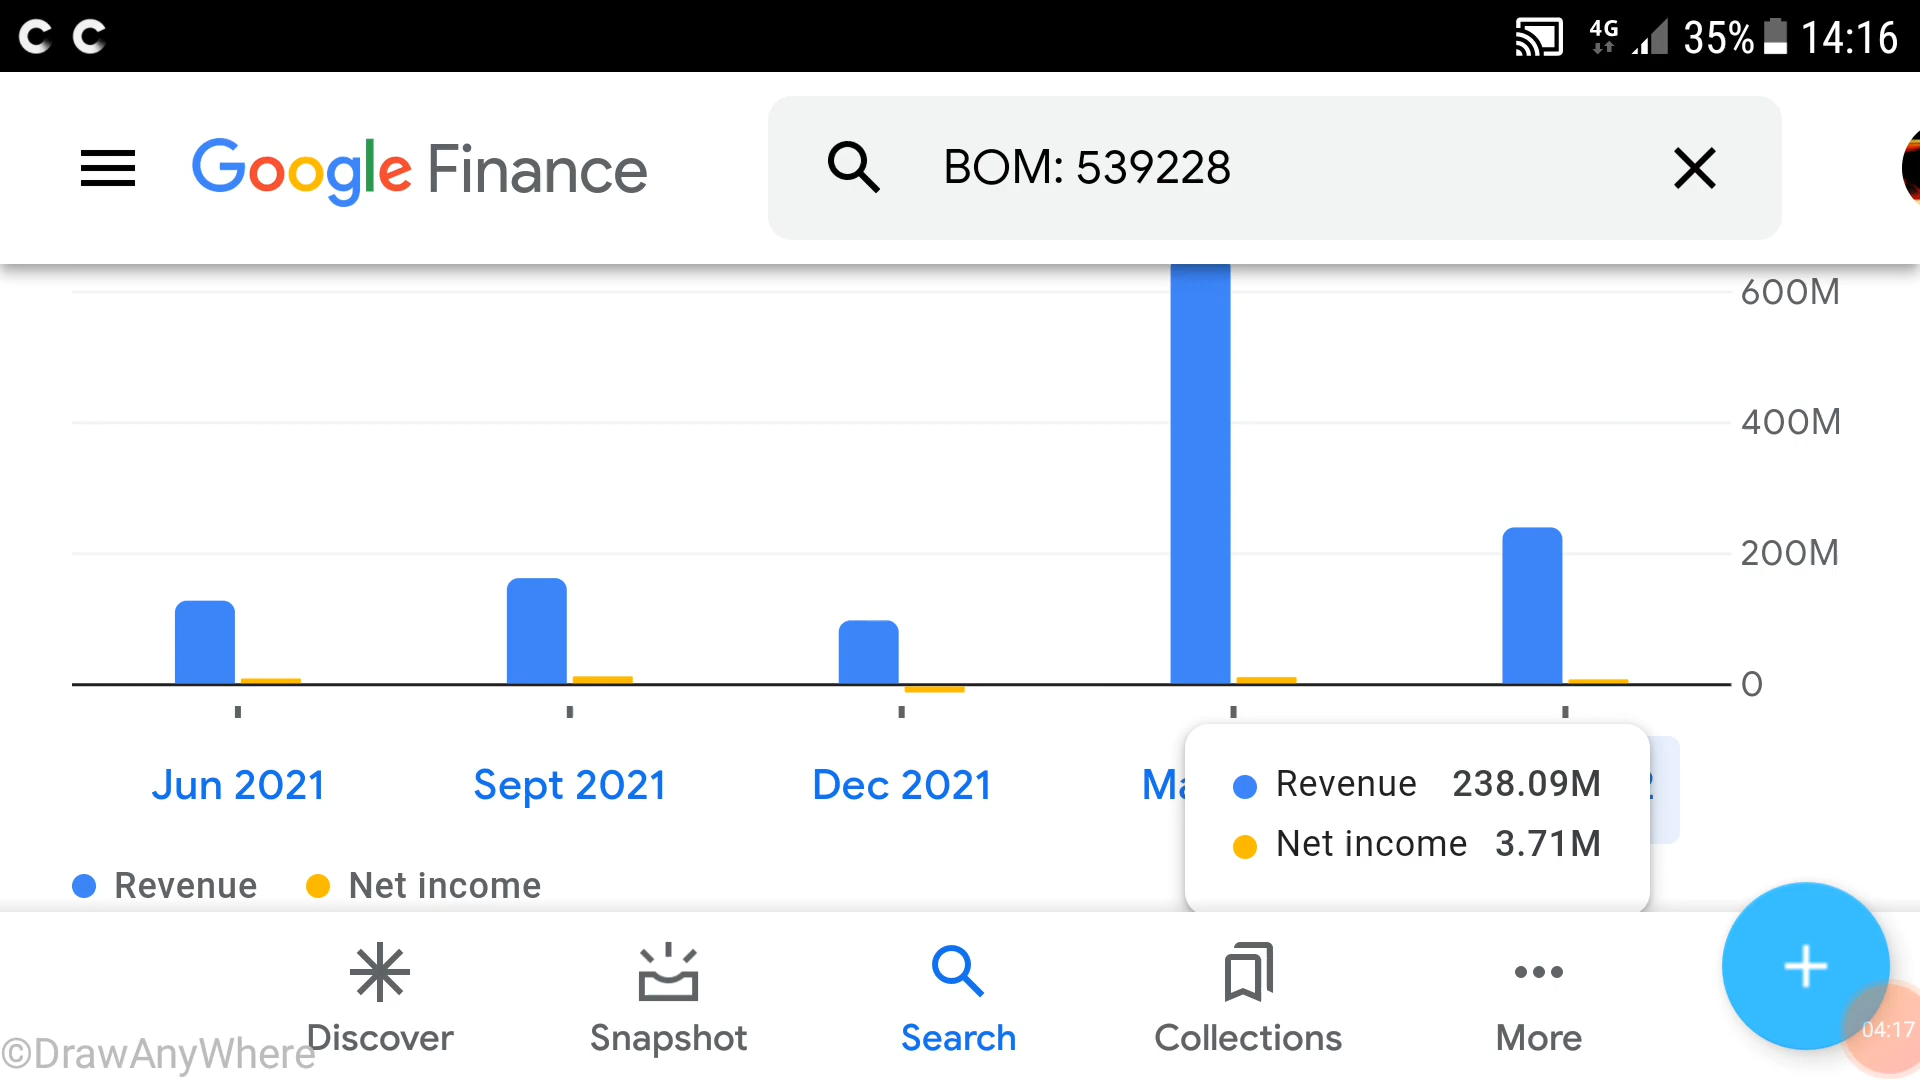 4G 35% 14:16
Google Finance
BOM: 539228
600M
400M
200M
0
Jun 2021 Sept 2021 Dec 2021
Revenue 238.09M
Net income 3.71M
Revenue Net income
Discover Snapshot Search Collections More
©DrawAnyWhere
04:17